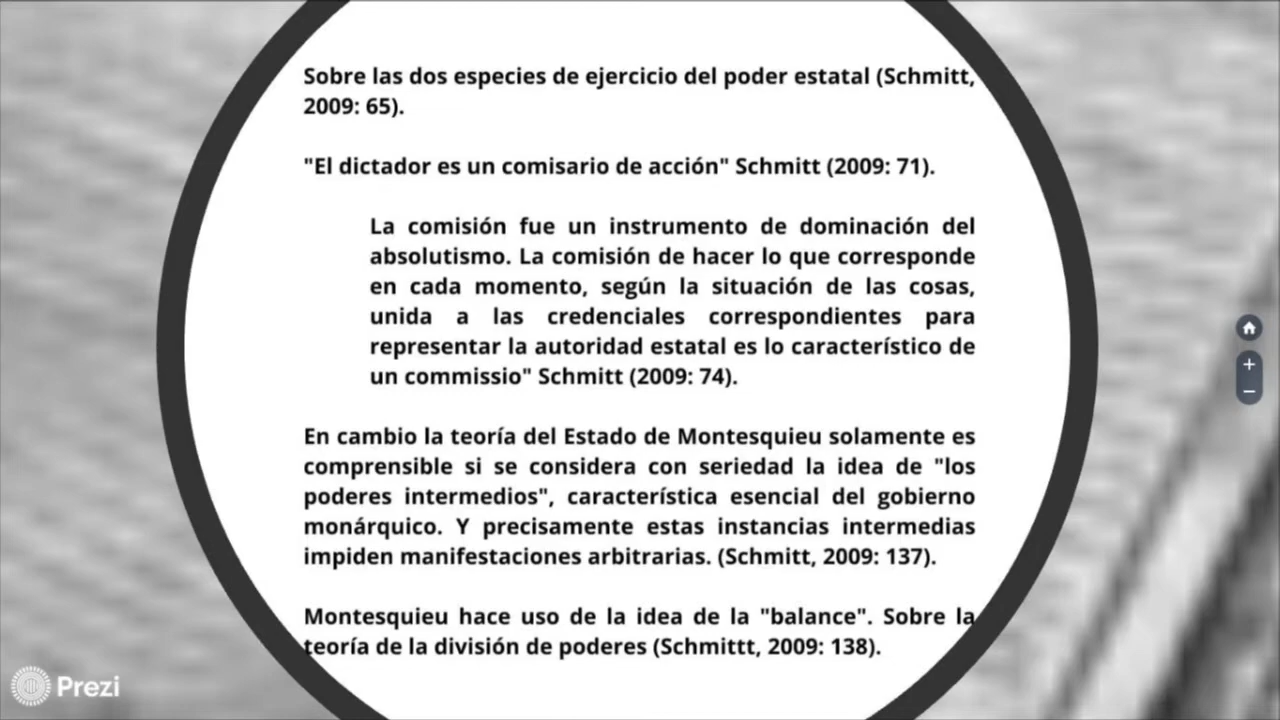 Sobre las dos especies de ejercicio del poder estatal (Schmitt,
2009: 65).
"El dictador es un comisario de acción" Schmitt (2009: 71).
La comisión fue un instrumento de dominación del
absolutismo. La comisión de hacer lo que corresponde
en cada momento, según la situación de las cosas,
unida a las credenciales correspondientes para
representar la autoridad estatal es lo característico de
un commissio" Schmitt (2009: 74).
En cambio la teoría del Estado de Montesquieu solamente es
comprensible si se considera con seriedad la idea de "los
poderes intermedios", característica esencial del gobierno
monárquico. Y precisamente estas instancias intermedias
impiden manifestaciones arbitrarias. (Schmitt, 2009: 137).
Montesquieu hace uso de la idea de la "balance". Sobre la
teoría de la división de poderes (Schmittt, 2009: 138).
Prezi